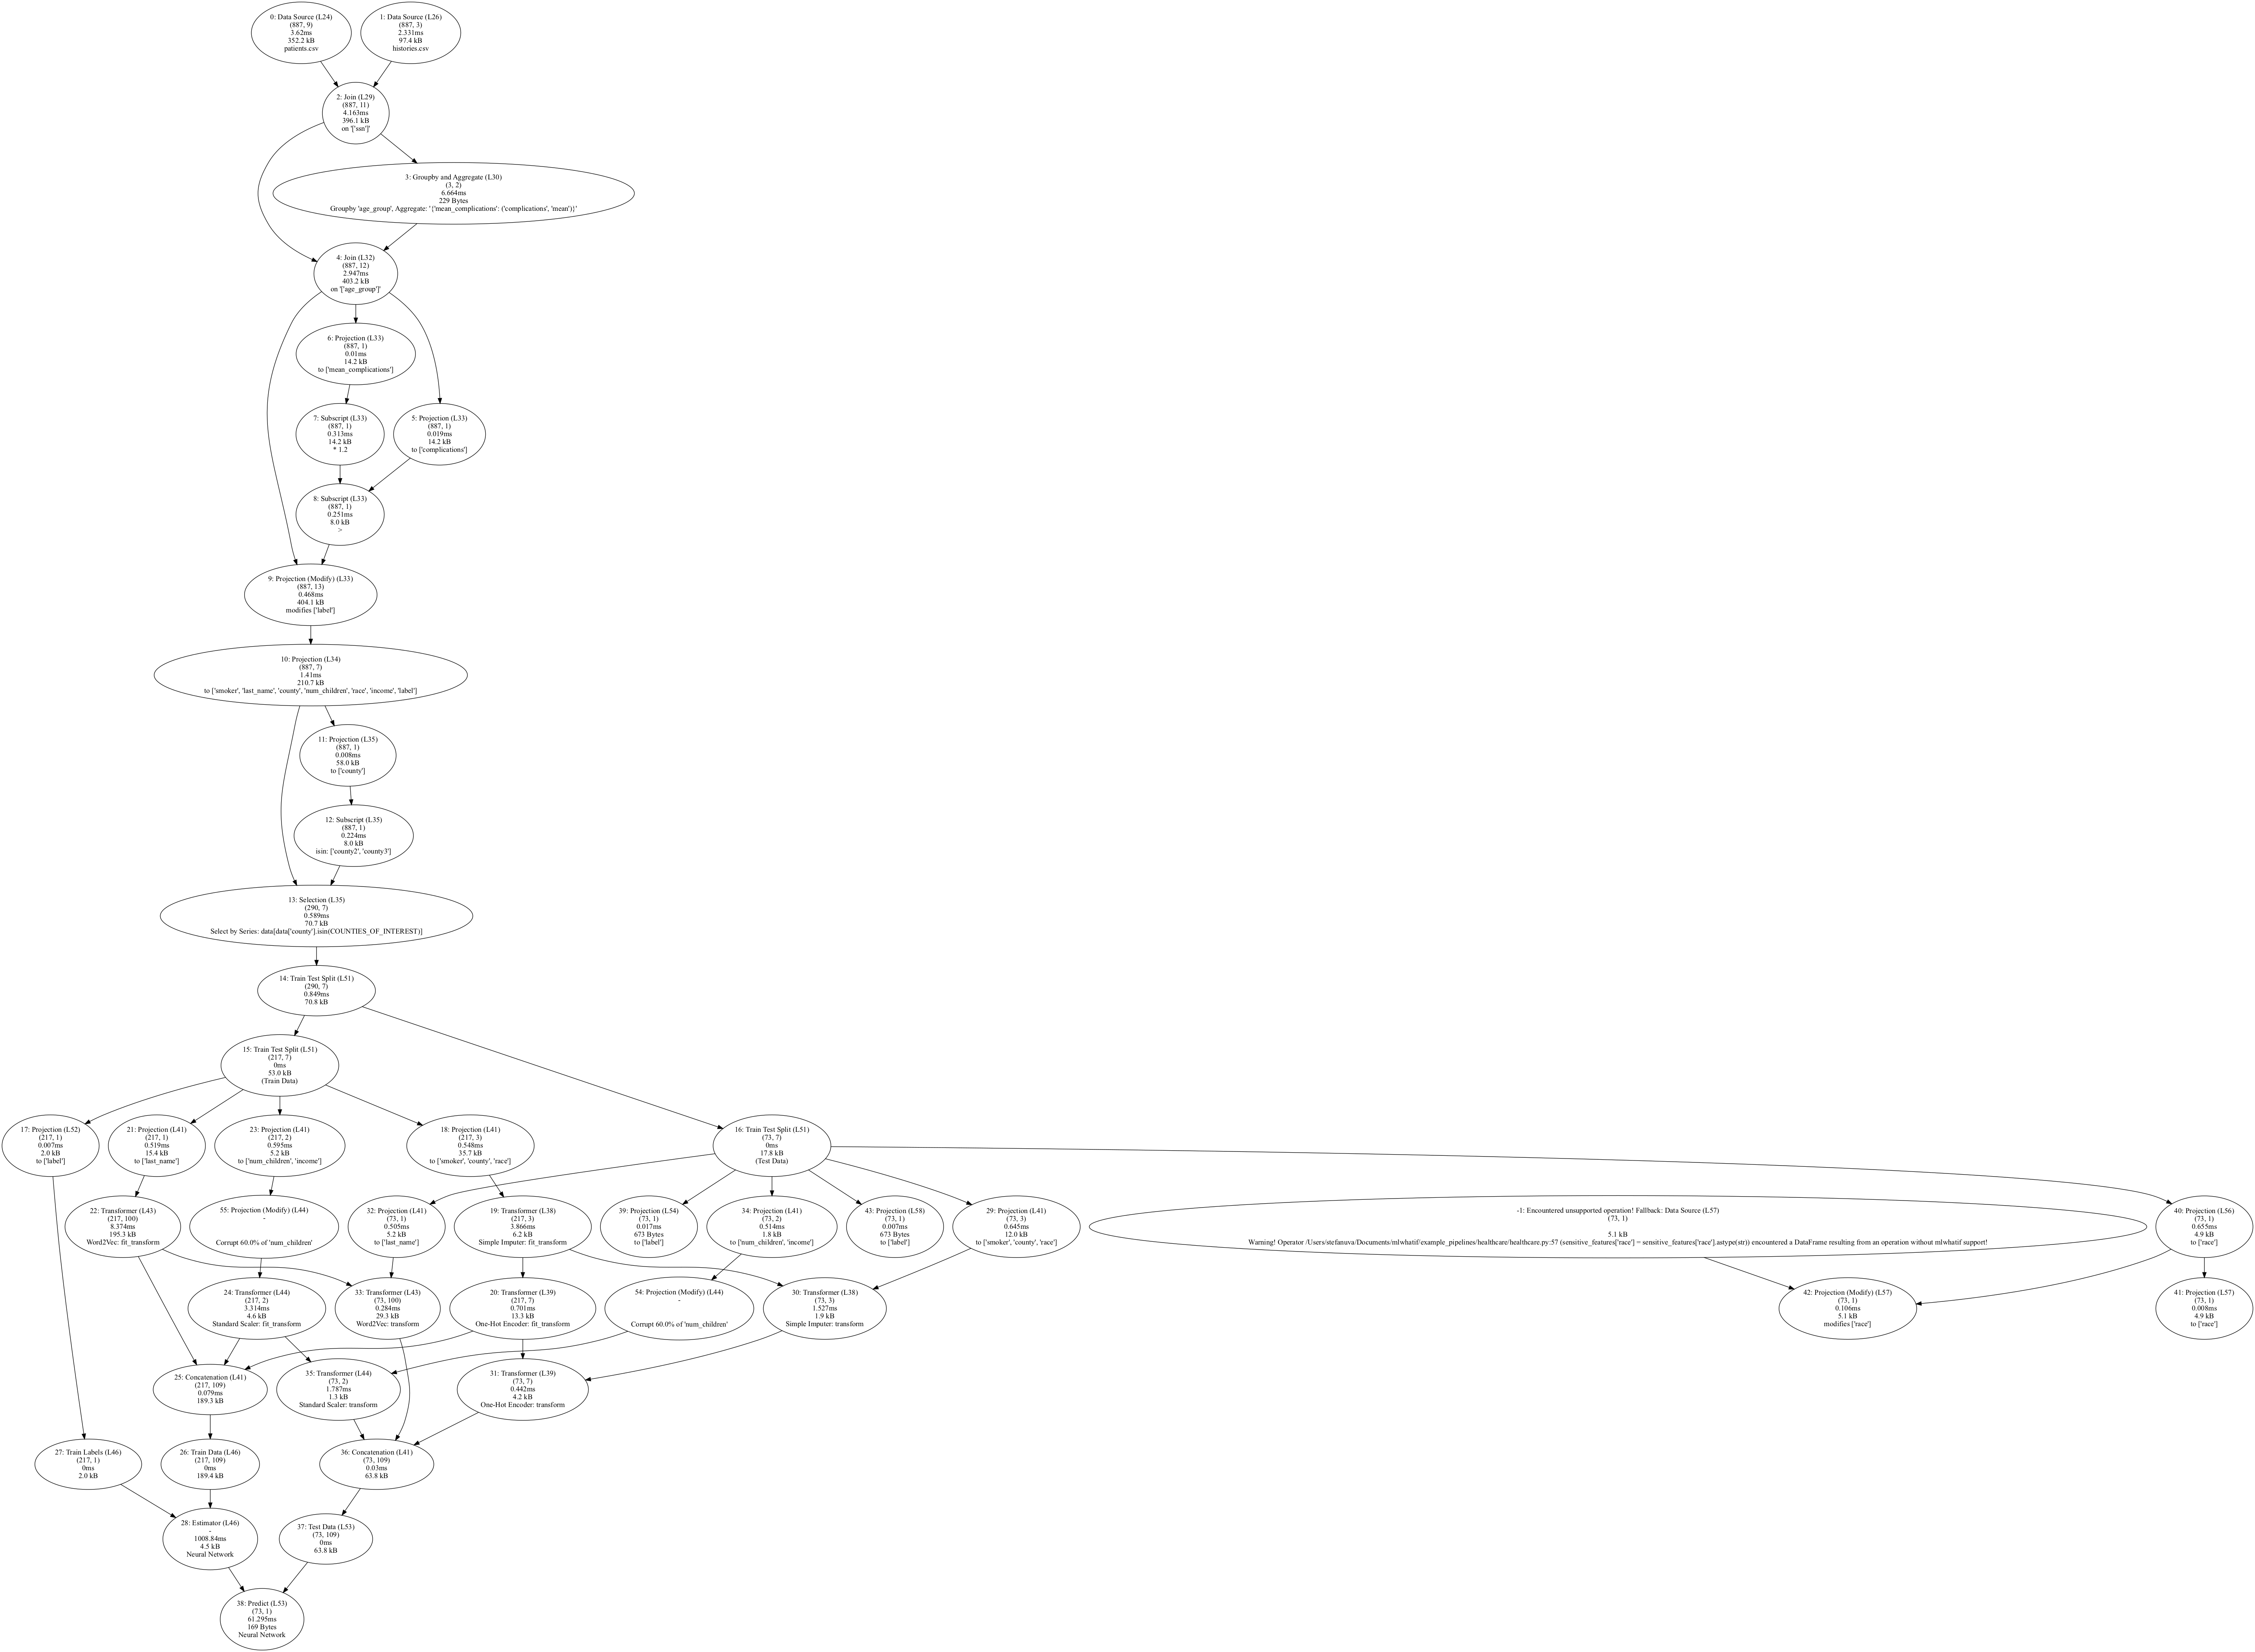 0: Data Source (L24)
(887, 9)
3.62ms
352.2 kB
patients.csv
1: Data Source (L26)
(887, 3)
2.331ms
97.4 kB
histories.csv
2: Join (L29)
(887, 11)
4.163ms
396.1 kB
on '['ssn']'
3: Groupby and Aggregate (L30)
(3, 2)
6.664ms
229 Bytes
Groupby 'age_group', Aggregate: '{'mean_complications': ('complications', 'mean')}'
4: Join (L32)
(887, 12)
2.947ms
403.2 kB
on '['age_group']'
6: Projection (L33)
(887, 1)
0.01ms
14.2 kB
to ['mean_complications']
7: Subscript (L33)
(887, 1)
0.313ms
14.2 kB
* 1.2
5: Projection (L33)
(887, 1)
0.019ms
14.2 kB
to ['complications']
8: Subscript (L33)
(887, 1)
0.251ms
8.0 kB
>
9: Projection (Modify) (L33)
(887, 13)
0.468ms
404.1 kB
modifies ['label']
10: Projection (L34)
(887, 7)
1.41ms
210.7 kB
to ['smoker', 'last_name', 'county', 'num_children', 'race', 'income', 'label']
11: Projection (L35)
(887, 1)
0.008ms
58.0 kB
to ['county']
12: Subscript (L35)
(887, 1)
0.224ms
8.0 kB
isin: ['county2', 'county3']
13: Selection (L35)
(290, 7)
0.589ms
70.7 kB
Select by Series: data[data['county'].isin(COUNTIES_OF_INTEREST)]
14: Train Test Split (L51)
(290, 7)
0.849ms
70.8 kB
15: Train Test Split (L51)
(217, 7)
0ms
53.0 kB
(Train Data)
17: Projection (L52)
(217, 1)
0.007ms
2.0 kB
to ['label']
21: Projection (L41)
(217, 1)
0.519ms
15.4 kB
to ['last_name']
23: Projection (L41)
(217, 2)
0.595ms
5.2 kB
to ['num_children', 'income']
18: Projection (L41)
(217, 3)
0.548ms
35.7 kB
to ['smoker', 'county', 'race']
16: Train Test Split (L51)
(73, 7)
0ms
17.8 kB
(Test Data)
22: Transformer (L43)
(217, 100)
8.374ms
195.3 kB
Word2Vec: fit_transform
55: Projection (Modify) (L44)
-
Corrupt 60.0% of 'num_children'
32: Projection (L41)
(73, 1)
0.505ms
5.2 kB
to ['last_name']
19: Transformer (L38)
(217, 3)
3.866ms
6.2 kB
Simple Imputer: fit_transform
39: Projection (L54)
(73, 1)
0.017ms
673 Bytes
to ['label']
34: Projection (L41)
(73, 2)
0.514ms
1.8 kB
to ['num_children', 'income']
43: Projection (L58)
(73, 1)
0.007ms
673 Bytes
to ['label']
29: Projection (L41)
(73, 3)
0.645ms
12.0 kB
to ['smoker', 'county', 'race']
-1: Encountered unsupported operation! Fallback: Data Source (L57)
(73, 1)
5.1 kB
Warning! Operator /Users/stefanuva/Documents/mlwhatif/example_pipelines/healthcare/healthcare.py:57 (sensitive_features['race'] = sensitive_features['race'].astype(str)) encountered a DataFrame resulting from an operation without mlwhatif support!
40: Projection (L56)
(73, 1)
0.655ms
4.9 kB
to ['race']
24: Transformer (L44)
(217, 2)
3.314ms
4.6 kB
Standard Scaler: fit_transform
33: Transformer (L43)
(73, 100)
0.284ms
29.3 kB
Word2Vec: transform
20: Transformer (L39)
(217, 7)
0.701ms
13.3 kB
One-Hot Encoder: fit_transform
54: Projection (Modify) (L44)
-
Corrupt 60.0% of 'num_children'
30: Transformer (L38)
(73, 3)
1.527ms
1.9 kB
Simple Imputer: transform
42: Projection (Modify) (L57)
(73, 1)
0.106ms
5.1 kB
modifies ['race']
41: Projection (L57)
(73, 1)
0.008ms
4.9 kB
to ['race']
25: Concatenation (L41)
(217, 109)
0.079ms
189.3 kB
35: Transformer (L44)
(73, 2)
1.787ms
1.3 kB
Standard Scaler: transform
31: Transformer (L39)
(73, 7)
0.442ms
4.2 kB
One-Hot Encoder: transform
27: Train Labels (L46)
(217, 1)
0ms
2.0 kB
26: Train Data (L46)
(217, 109)
0ms
189.4 kB
36: Concatenation (L41)
(73, 109)
0.03ms
63.8 kB
28: Estimator (L46)
-
1008.84ms
4.5 kB
Neural Network
37: Test Data (L53)
(73, 109)
0ms
63.8 kB
38: Predict (L53)
(73, 1)
61.295ms
169 Bytes
Neural Network